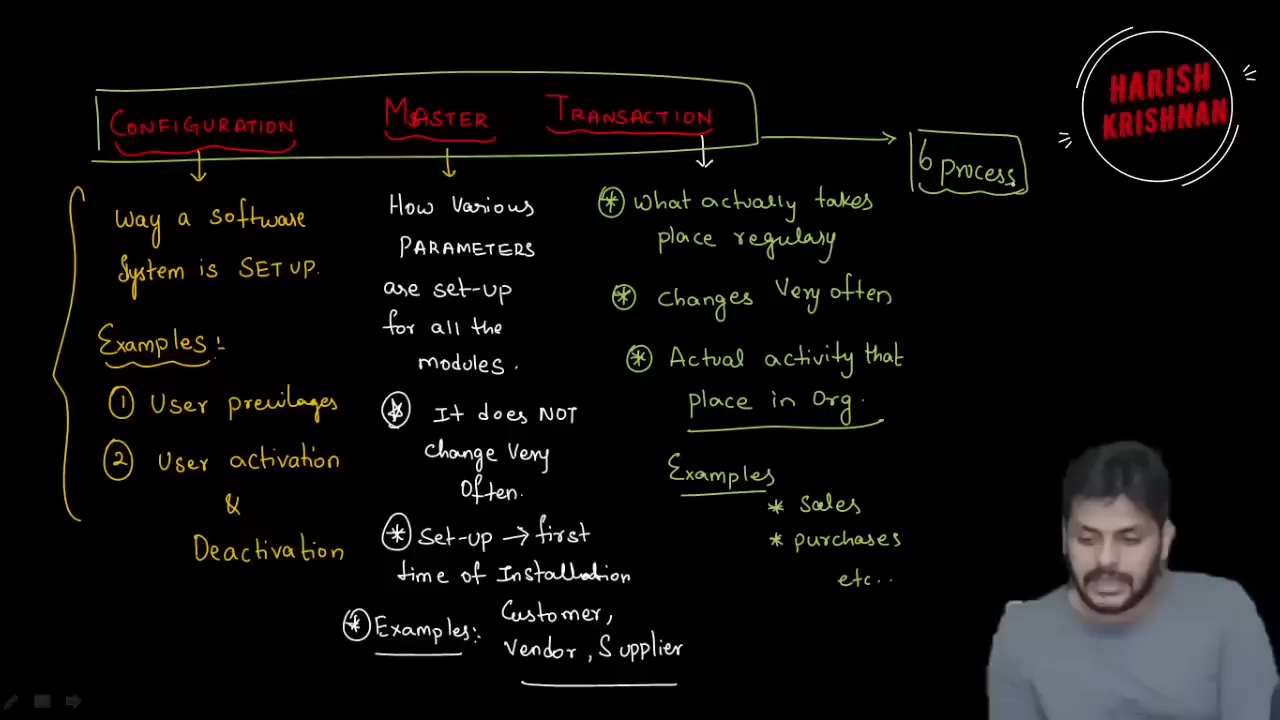 CONFIGURATION MASTER TRANSACTION
HARISH
KRISHNAN
6 process
Way a software
System is SETUP.
Examples:
1 User previlages
2 User activation
&
Deactivation
How Various
PARAMETERS
are set-up
for all the
modules.
* It does NOT
change Very
Often.
* Set-up → first
time of Installation
* Examples: Customer,
Vendor, Supplier
* What actually takes
place regulary
* Changes Very often
* Actual activity that
place in Org.
Examples
* Sales
* purchases
etc..